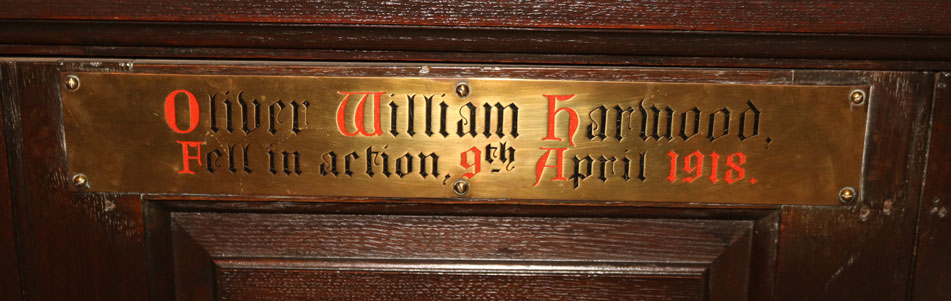 Oliver William Harwood,
Fell in action, 9th April 1918.